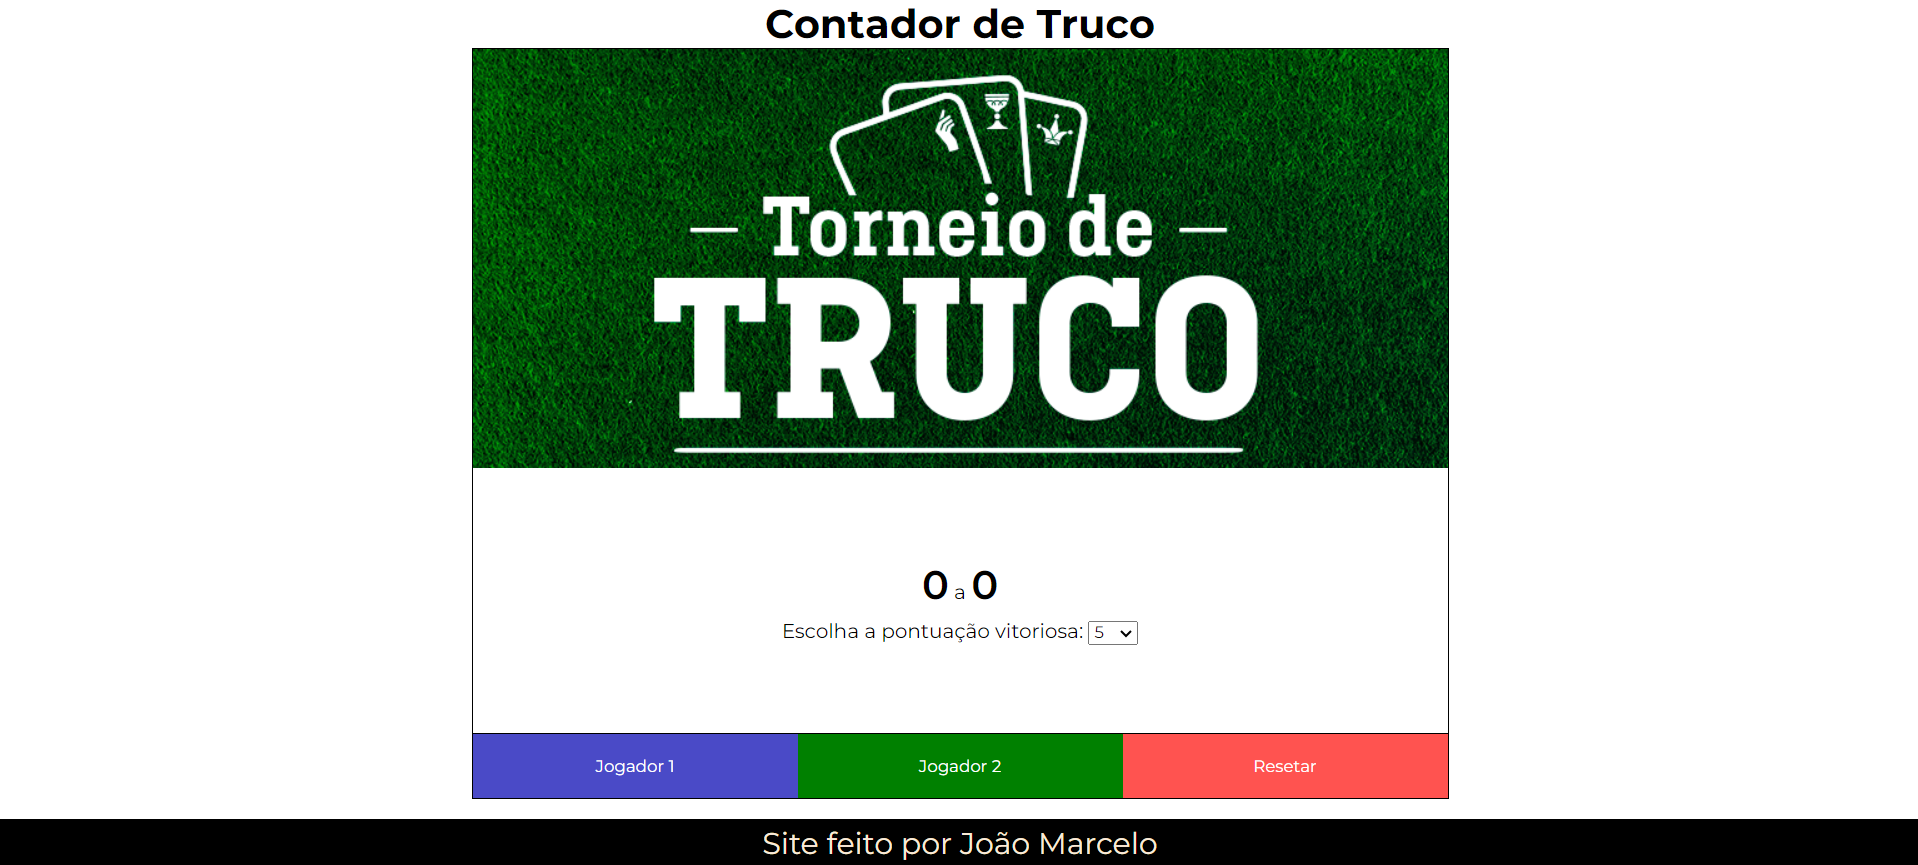 Contador de Truco
Torneio de
TRUCO
0 a 0
Escolha a pontuação vitoriosa: 5
Jogador 1 Jogador 2 Resetar
Site feito por João Marcelo